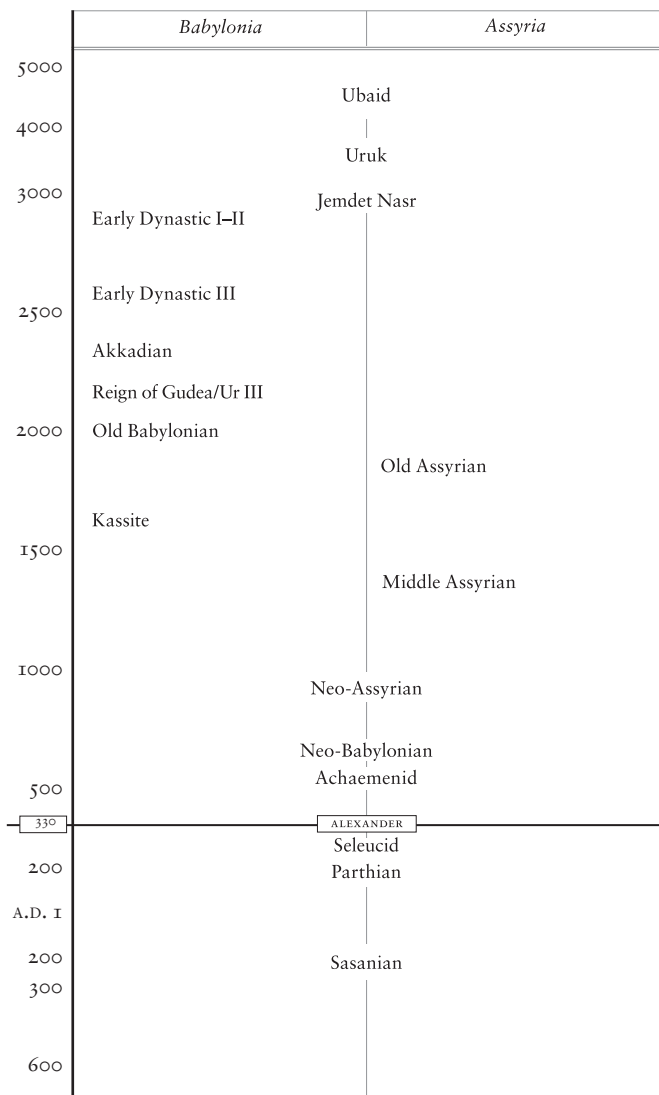 Babylonia Assyria
5000
Ubaid
4000
Uruk
3000
Jemdet Nasr
Early Dynastic I–II
Early Dynastic III
2500
Akkadian
Reign of Gudea/Ur III
2000 Old Babylonian
Old Assyrian
Kassite
1500
Middle Assyrian
1000
Neo-Assyrian
Neo-Babylonian
Achaemenid
500
330 ALEXANDER
Seleucid
200 Parthian
A.D. 1
200 Sasanian
300
600